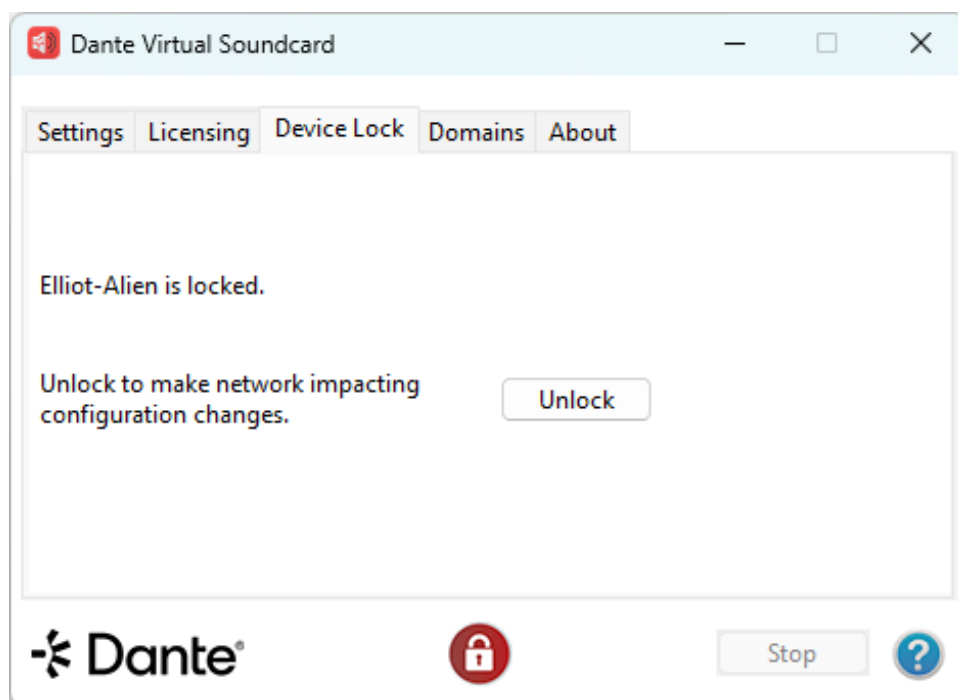 Dante Virtual Soundcard
Settings Licensing Device Lock Domains About
Elliot-Alien is locked.
Unlock to make network impacting
configuration changes.
Unlock
Dante®
Stop
?